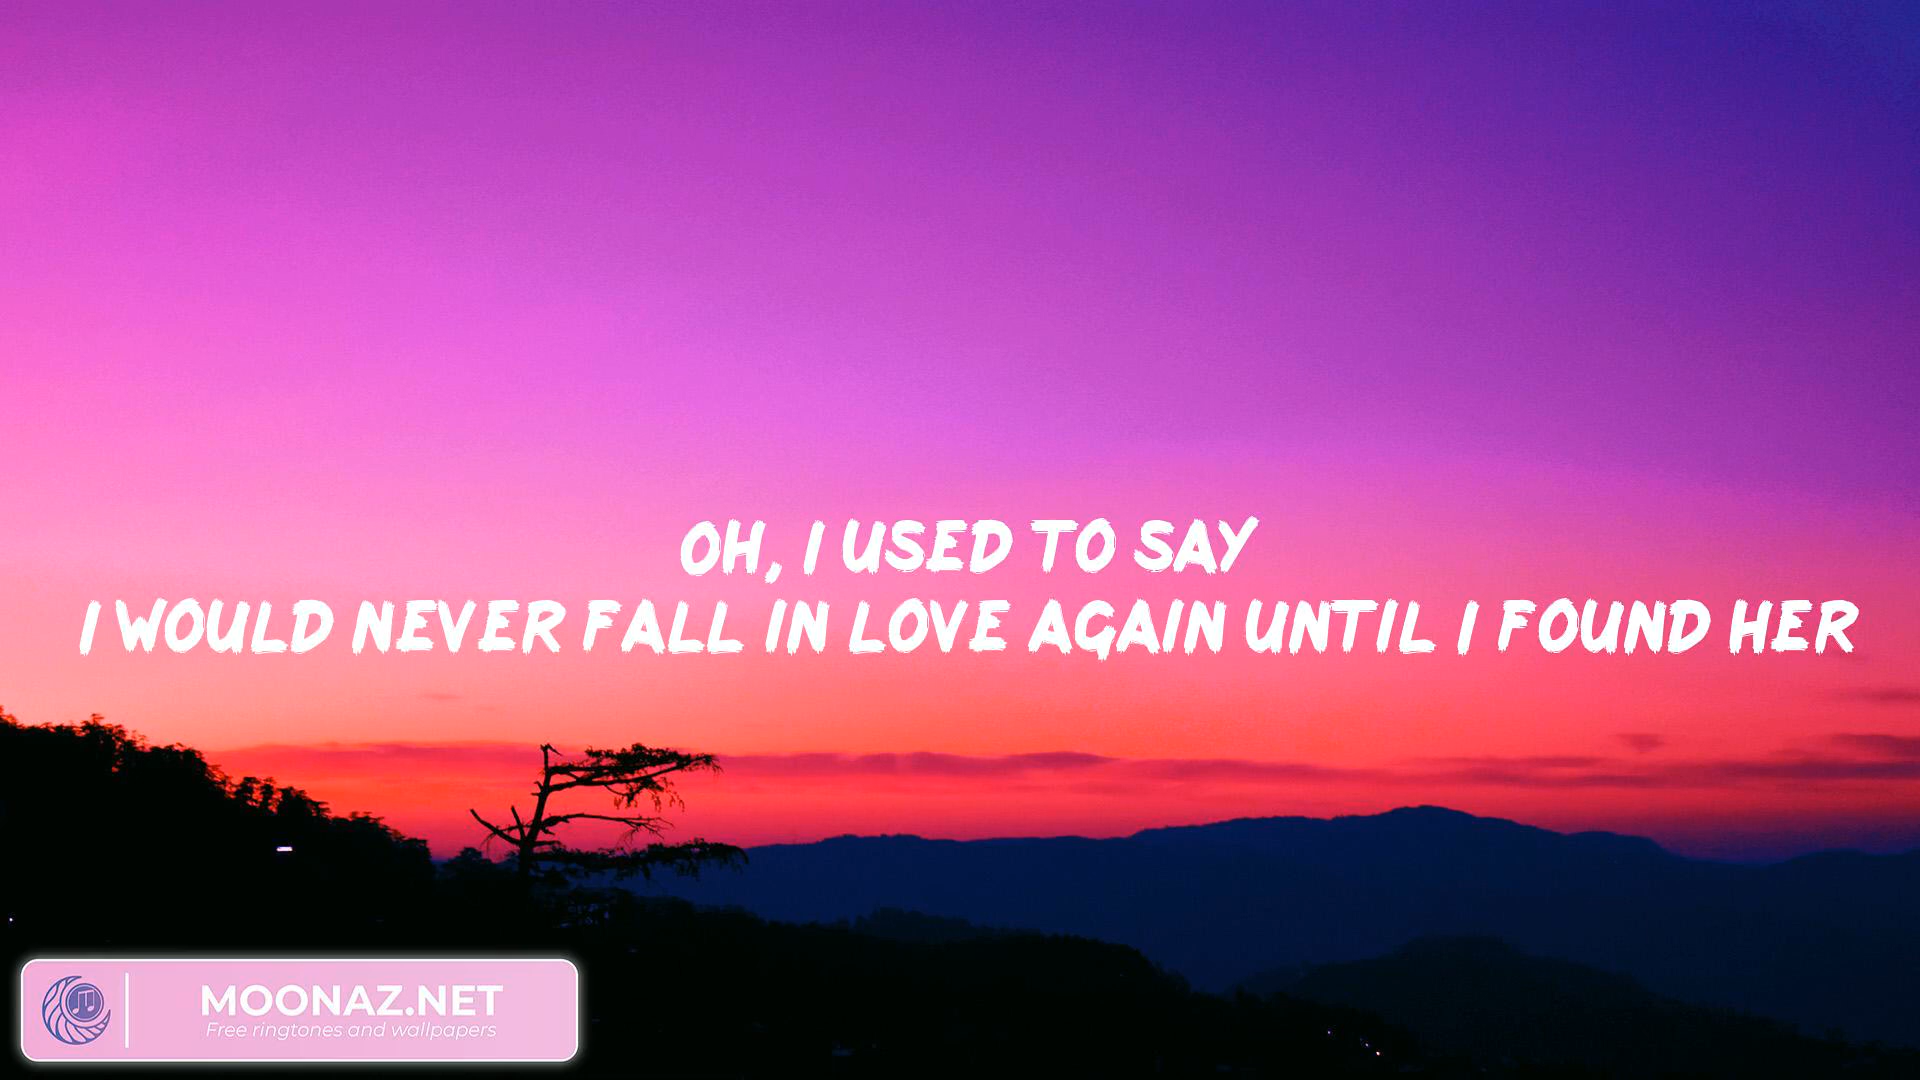 OH, I USED TO SAY
I WOULD NEVER FALL IN LOVE AGAIN UNTIL I FOUND HER
MOONAZ.NET
Free ringtones and wallpapers